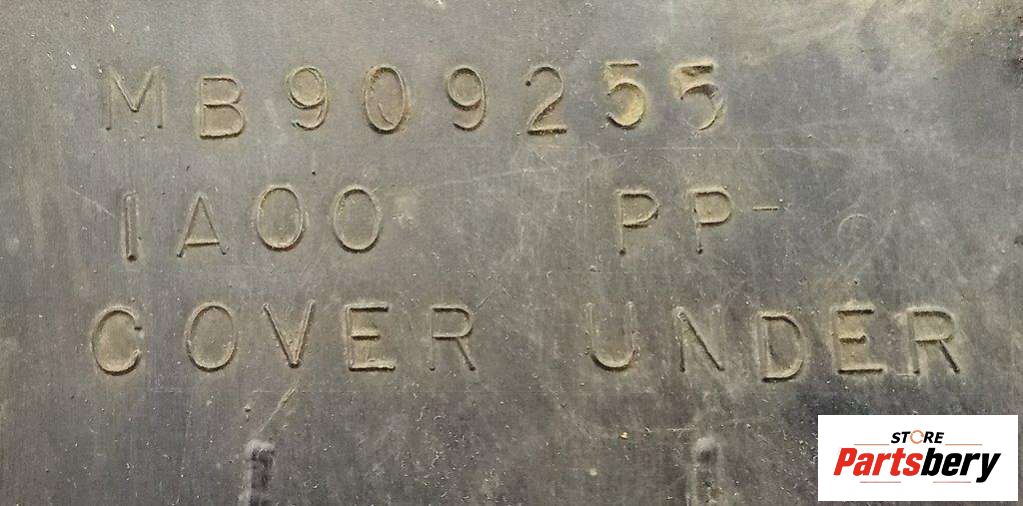 MB909255
1A00 PP-
COVER UNDER
STORE
Partsbery